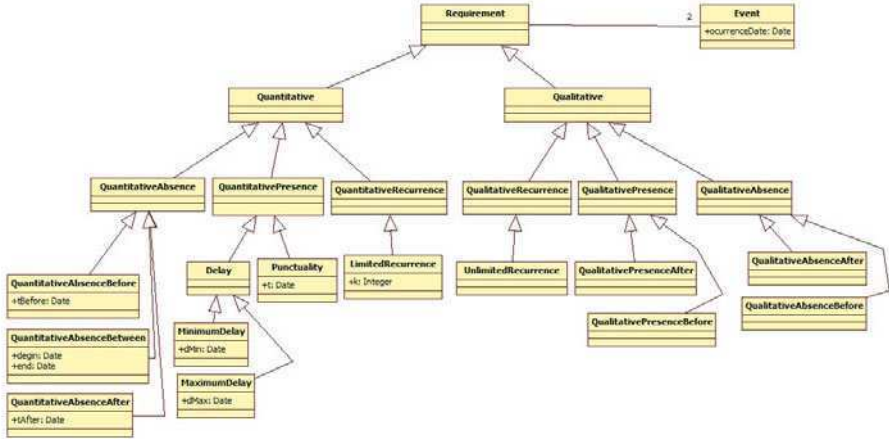 Requirement
2
Event
+ocurrenceDate: Date
Quantitative
Qualitative
QuantitativeAbsence
QuantitativePresence
QuantitativeRecurrence
QualitativeRecurrence
QualitativePresence
QualitativeAbsence
QuantitativeAbsenceBefore
+tBefore: Date
Delay
Punctuality
+t: Date
LimitedRecurrence
+k: Integer
UnlimitedRecurrence
QualitativePresenceAfter
QualitativeAbsenceAfter
QualitativeAbsenceBefore
QuantitativeAbsenceBetween
+degin: Date
+end: Date
MinimumDelay
+dMin: Date
QualitativePresenceBefore
MaximumDelay
+dMax: Date
QuantitativeAbsenceAfter
+tAfter: Date